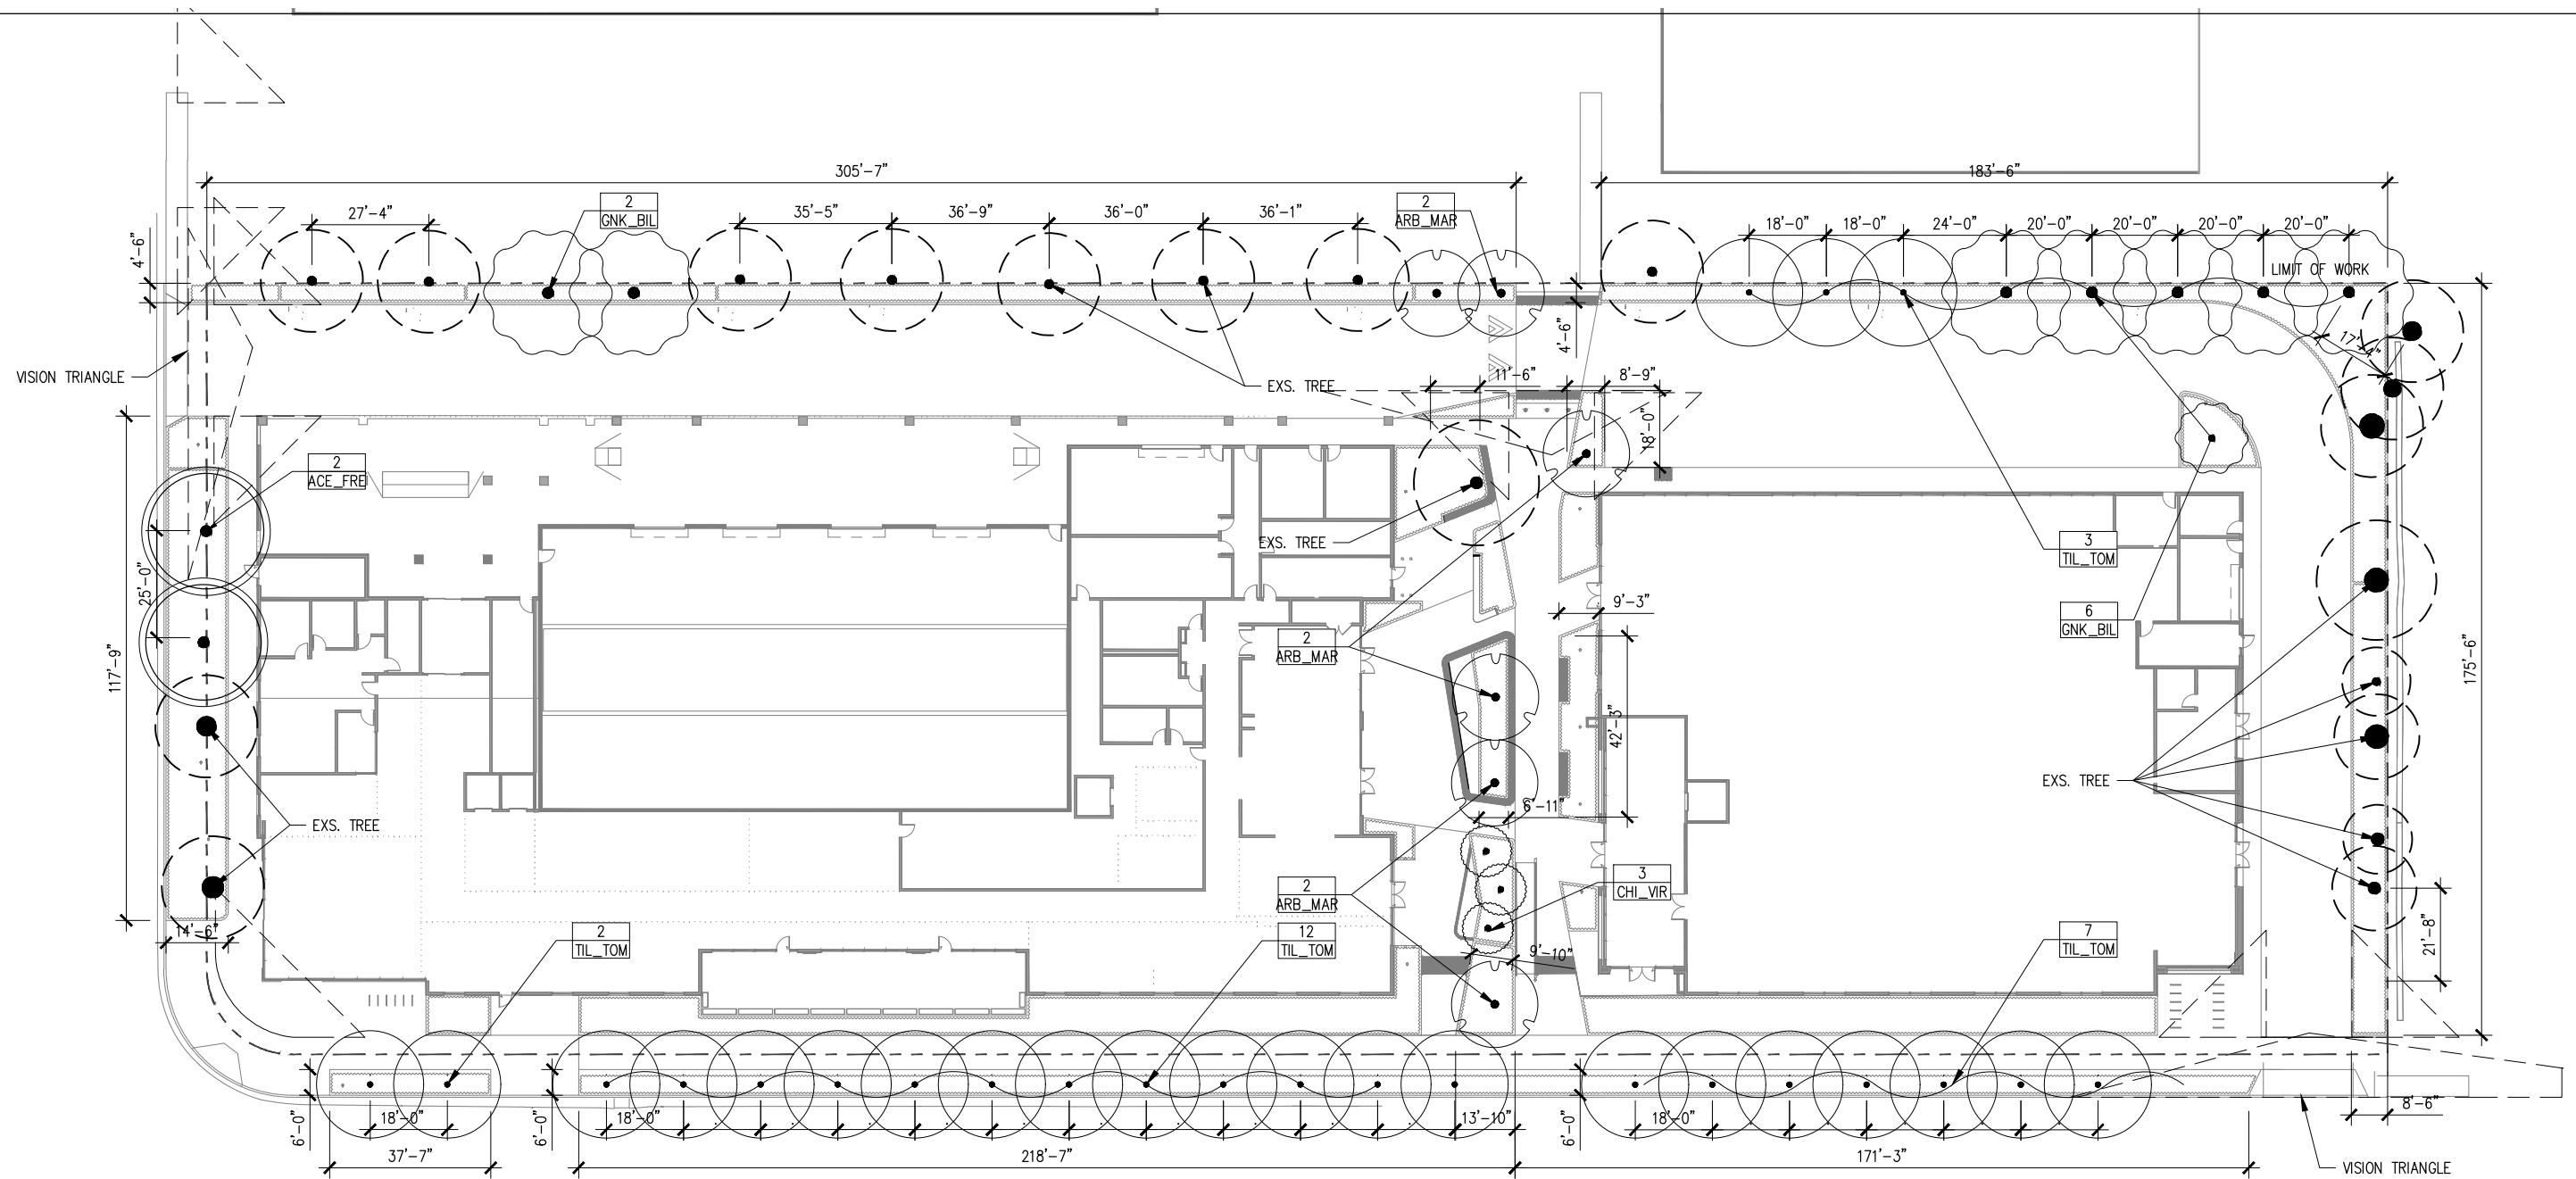 305'-7"
183'-6"
2
GNK_BIL
2
ARB_MAR
27'-4"
35'-5"
36'-9"
36'-0"
36'-1"
18'-0"
18'-0"
24'-0"
20'-0"
20'-0"
20'-0"
20'-0"
4'-6"
LIMIT OF WORK
4'-6"
17'-4"
VISION TRIANGLE
EXS. TREE
11'-6"
8'-9"
18'-0"
2
ACE_FRE
EXS. TREE
3
TIL_TOM
25'-0"
9'-3"
6
GNK_BIL
2
ARB_MAR
117'-9"
175'-6"
42'-3"
EXS. TREE
6'-11"
EXS. TREE
2
ARB_MAR
3
CHI_VIR
14'-6"
2
TIL_TOM
12
TIL_TOM
9'-10"
7
TIL_TOM
21'-8"
6'-0"
18'-0"
6'-0"
18'-0"
13'-10"
6'-0"
18'-0"
8'-6"
37'-7"
218'-7"
171'-3"
VISION TRIANGLE